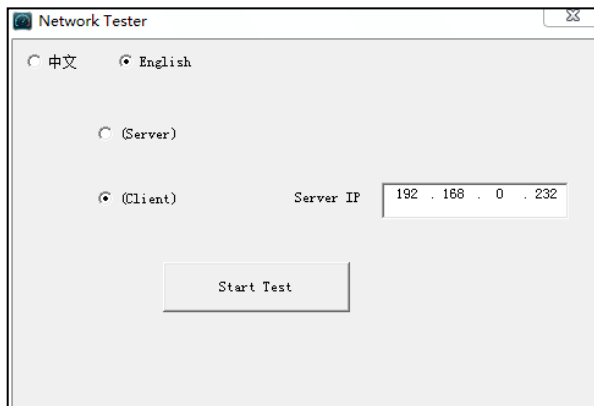 Network Tester
中文 English
(Server)
(Client) Server IP 192 . 168 . 0 . 232
Start Test